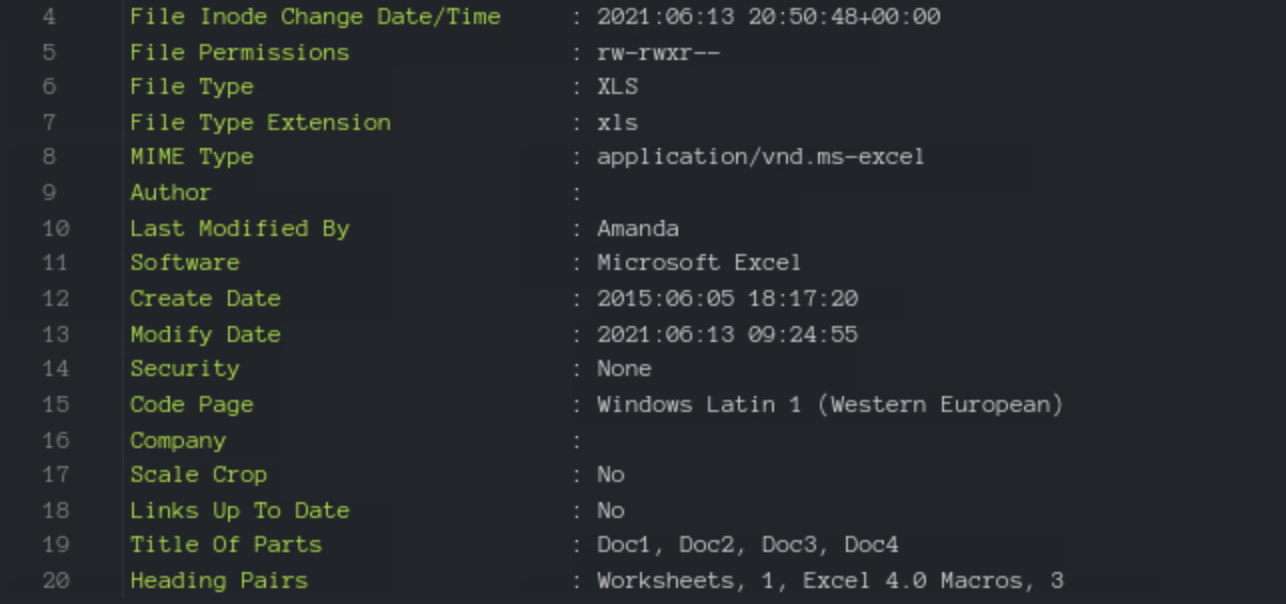 4 File Inode Change Date/Time : 2021:06:13 20:50:48+00:00
5 File Permissions : rw-rwxr--
6 File Type : XLS
7 File Type Extension : xls
8 MIME Type : application/vnd.ms-excel
9 Author :
10 Last Modified By : Amanda
11 Software : Microsoft Excel
12 Create Date : 2015:06:05 18:17:20
13 Modify Date : 2021:06:13 09:24:55
14 Security : None
15 Code Page : Windows Latin 1 (Western European)
16 Company :
17 Scale Crop : No
18 Links Up To Date : No
19 Title Of Parts : Doc1, Doc2, Doc3, Doc4
20 Heading Pairs : Worksheets, 1, Excel 4.0 Macros, 3